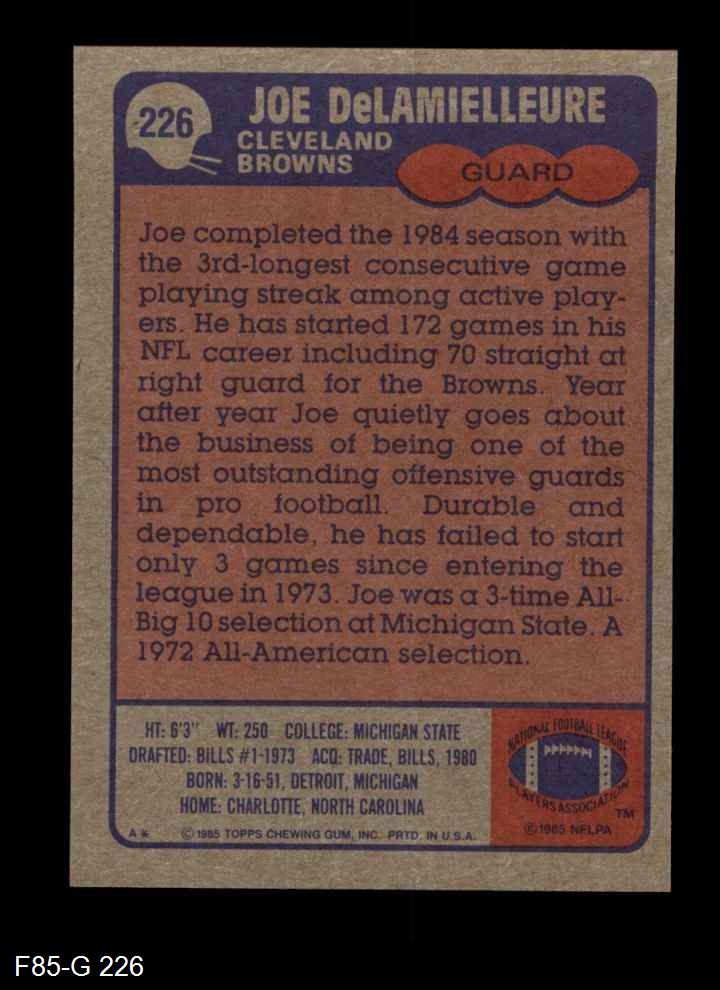 226
JOE DeLAMIELLEURE
CLEVELAND
BROWNS
GUARD
Joe completed the 1984 season with
the 3rd-longest consecutive game
playing streak among active play-
ers. He has started 172 games in his
NFL career including 70 straight at
right guard for the Browns. Year
after year Joe quietly goes about
the business of being one of the
most outstanding offensive guards
in pro football. Durable and
dependable, he has failed to start
only 3 games since entering the
league in 1973. Joe was a 3-time All-
Big 10 selection at Michigan State. A
1972 All-American selection.
HT: 6'3" WT: 250 COLLEGE: MICHIGAN STATE
DRAFTED: BILLS #1-1973 ACQ: TRADE, BILLS, 1980
BORN: 3-16-51, DETROIT, MICHIGAN
HOME: CHARLOTTE, NORTH CAROLINA
A* © 1985 TOPPS CHEWING GUM, INC. PRTD. IN U.S.A.
NATIONAL FOOTBALL LEAGUE
PLAYERS ASSOCIATION
TM
© 1985 NFLPA
F85-G 226